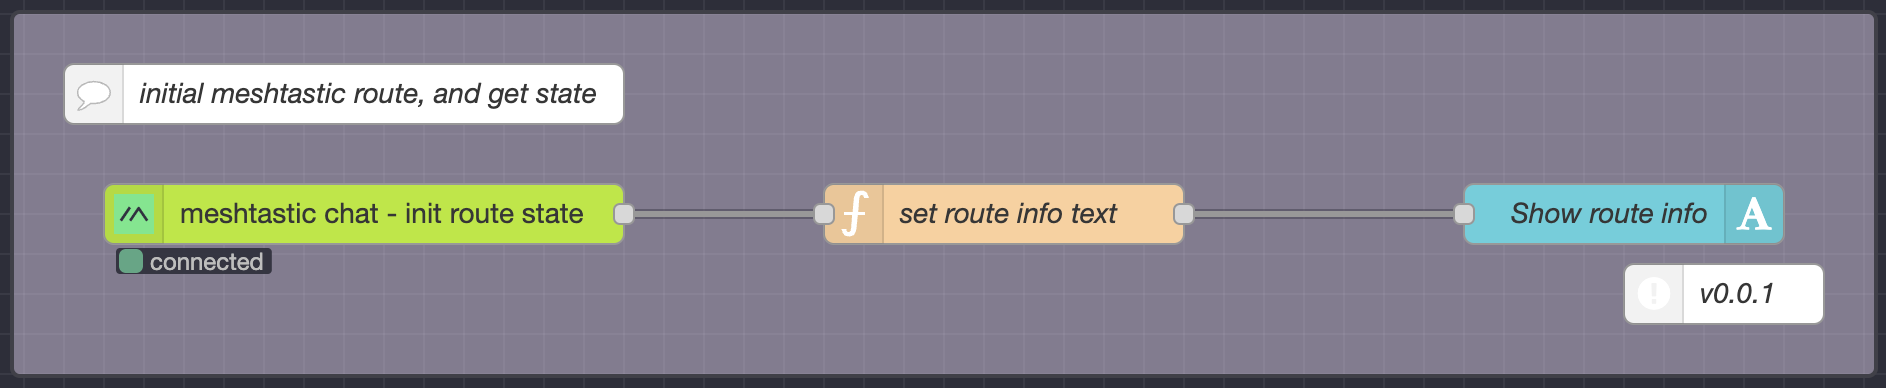 initial meshtastic route, and get state
meshtastic chat - init route state
set route info text
Show route info
A
connected
v0.0.1